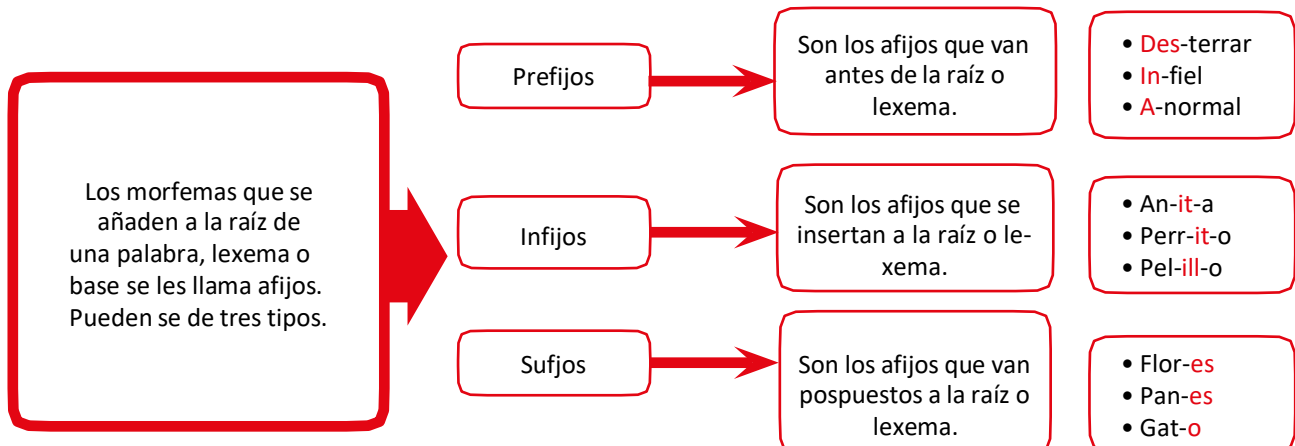 Los morfemas que se
añaden a la raíz de
una palabra, lexema o
base se les llama afijos.
Pueden se de tres tipos.
Prefijos
Son los afijos que van
antes de la raíz o
lexema.
• Des-terrar
• In-fiel
• A-normal
Infijos
Son los afijos que se
insertan a la raíz o le-
xema.
• An-it-a
• Perr-it-o
• Pel-ill-o
Sufjos
Son los afijos que van
pospuestos a la raíz o
lexema.
• Flor-es
• Pan-es
• Gat-o